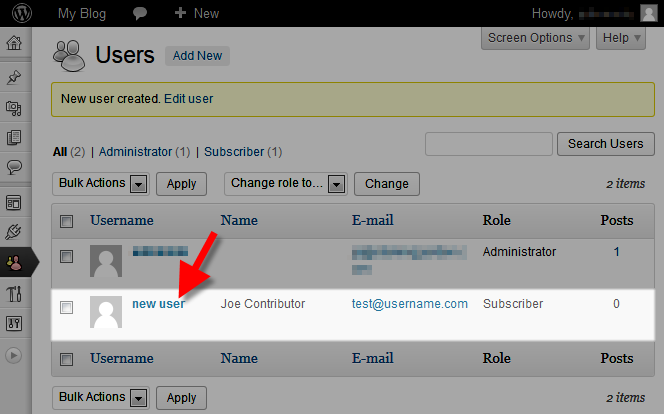 My Blog + New Howdy,
Screen Options Help
Users Add New
New user created. Edit user
All (2) | Administrator (1) | Subscriber (1) Search Users
Bulk Actions Apply Change role to... Change 2 items
Username Name E-mail Role Posts
Administrator 1
new user Joe Contributor test@username.com Subscriber 0
Username Name E-mail Role Posts
Bulk Actions Apply 2 items